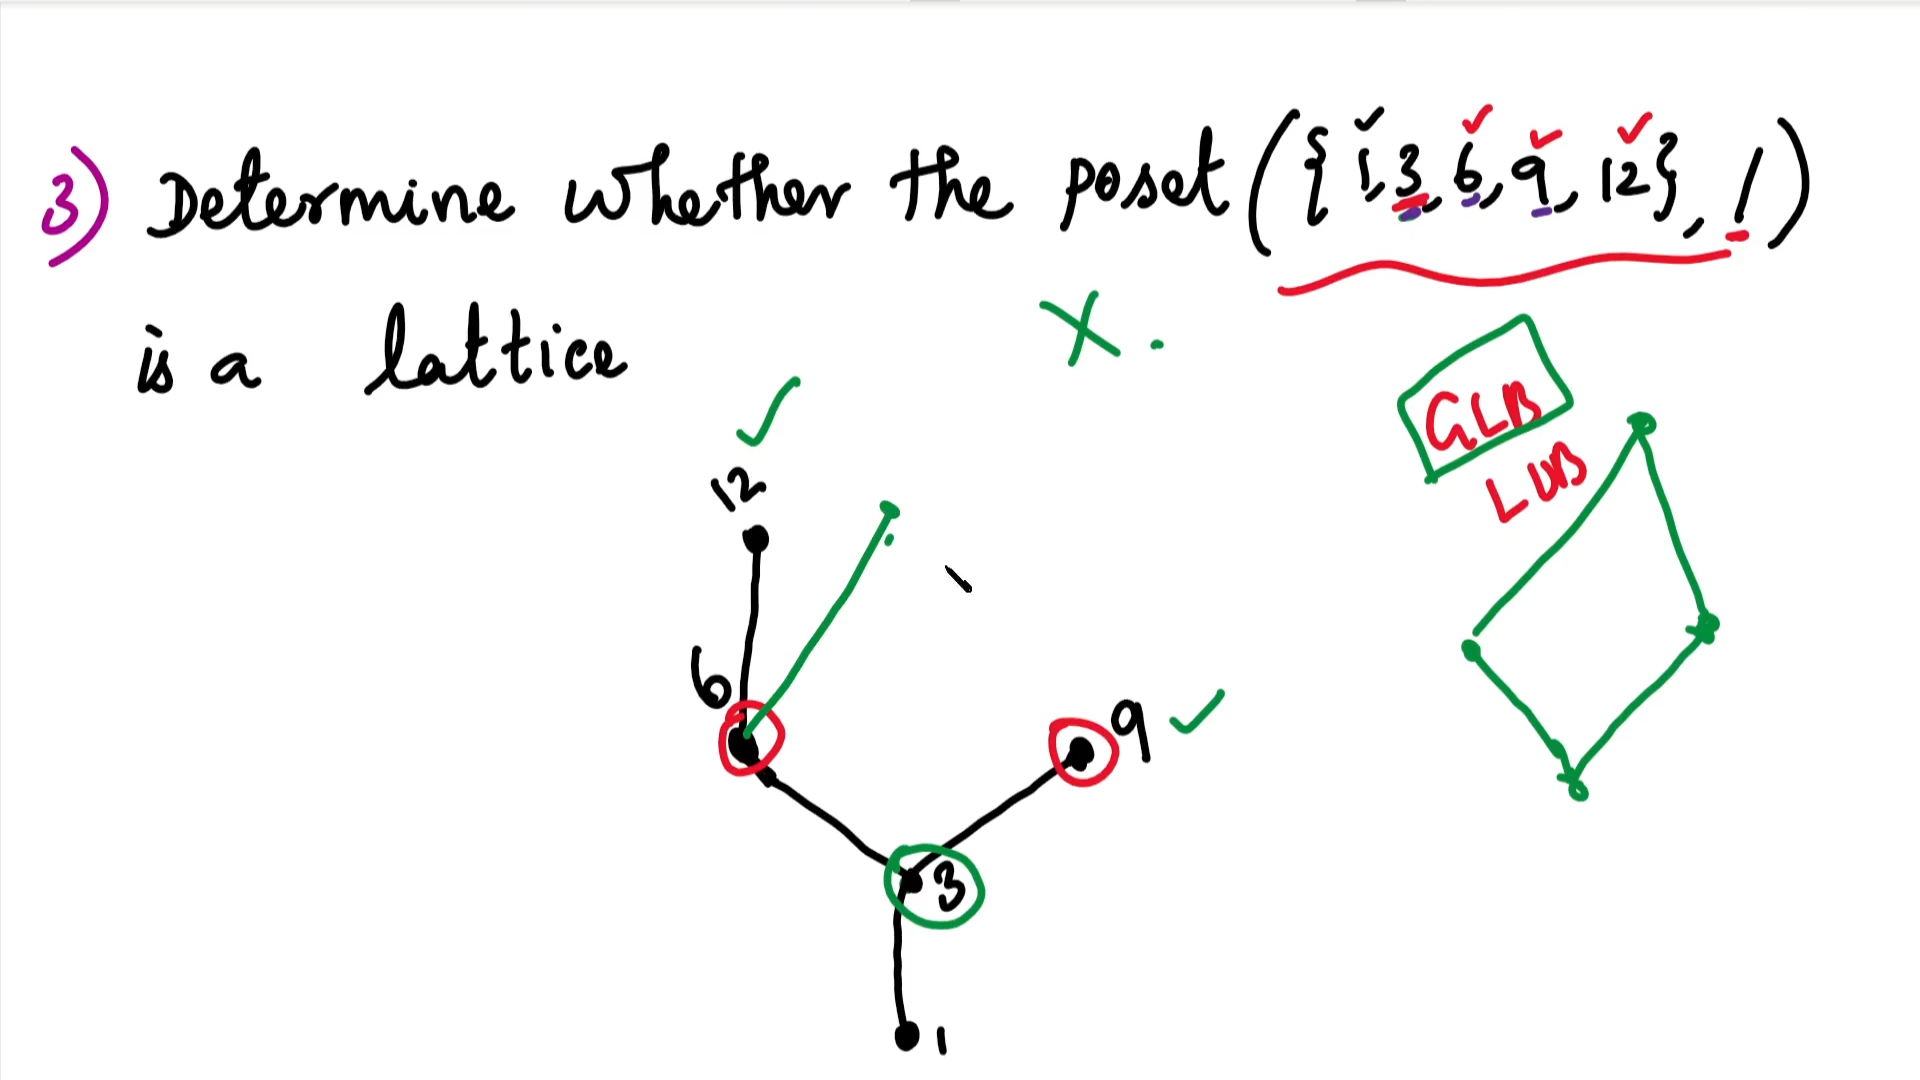 3) Determine whether the poset ({1,3,6,9,12}, /)
is a lattice
X.
GLB
LUB
12
6
9
3
1